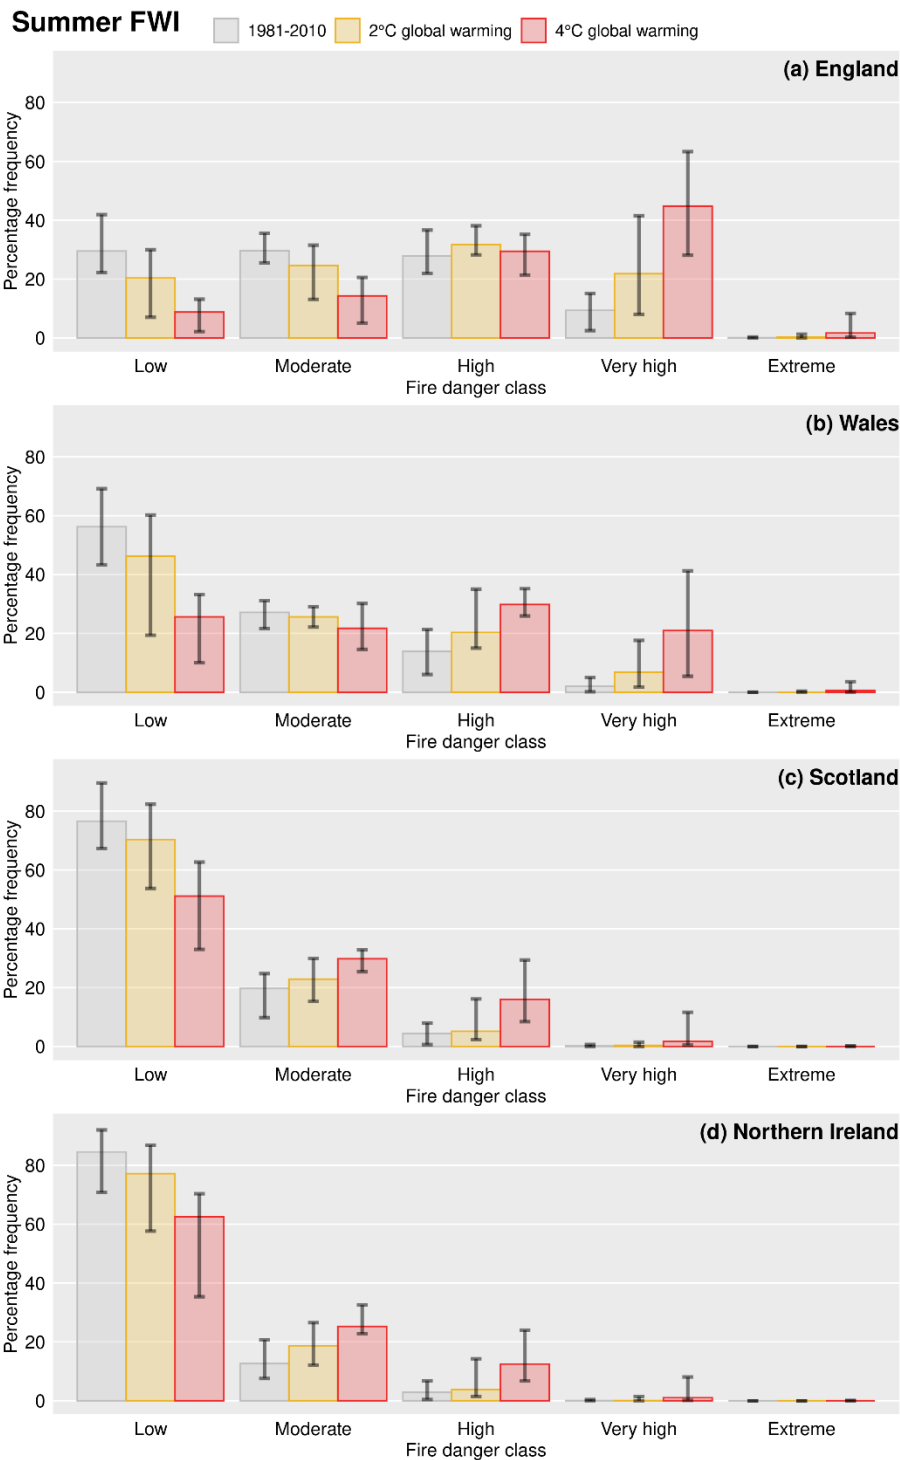 Summer FWI
1981-2010 2°C global warming 4°C global warming
(a) England
Percentage frequency
80
60
40
20
0
Low Moderate High Very high Extreme
Fire danger class
(b) Wales
Percentage frequency
80
60
40
20
0
Low Moderate High Very high Extreme
Fire danger class
(c) Scotland
Percentage frequency
80
60
40
20
0
Low Moderate High Very high Extreme
Fire danger class
(d) Northern Ireland
Percentage frequency
80
60
40
20
0
Low Moderate High Very high Extreme
Fire danger class